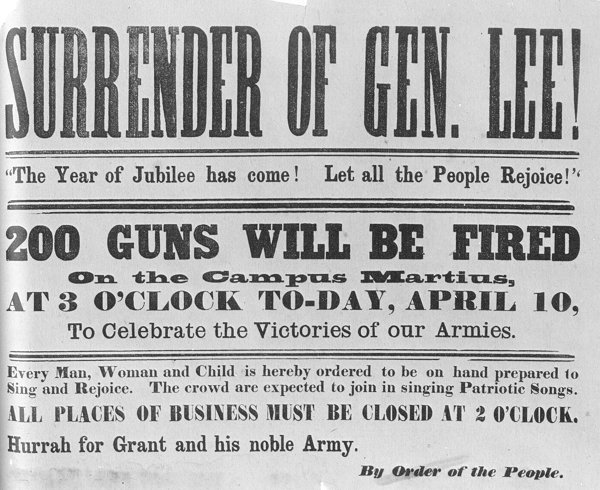 SURRENDER OF GEN. LEE!
"The Year of Jubilee has come! Let all the People Rejoice!"
200 GUNS WILL BE FIRED
On the Campus Martius,
AT 3 O'CLOCK TO-DAY, APRIL 10,
To Celebrate the Victories of our Armies.
Every Man, Woman and Child is hereby ordered to be on hand prepared to
Sing and Rejoice. The crowd are expected to join in singing Patriotic Songs.
ALL PLACES OF BUSINESS MUST BE CLOSED AT 2 O'CLOCK.
Hurrah for Grant and his noble Army.
By Order of the People.